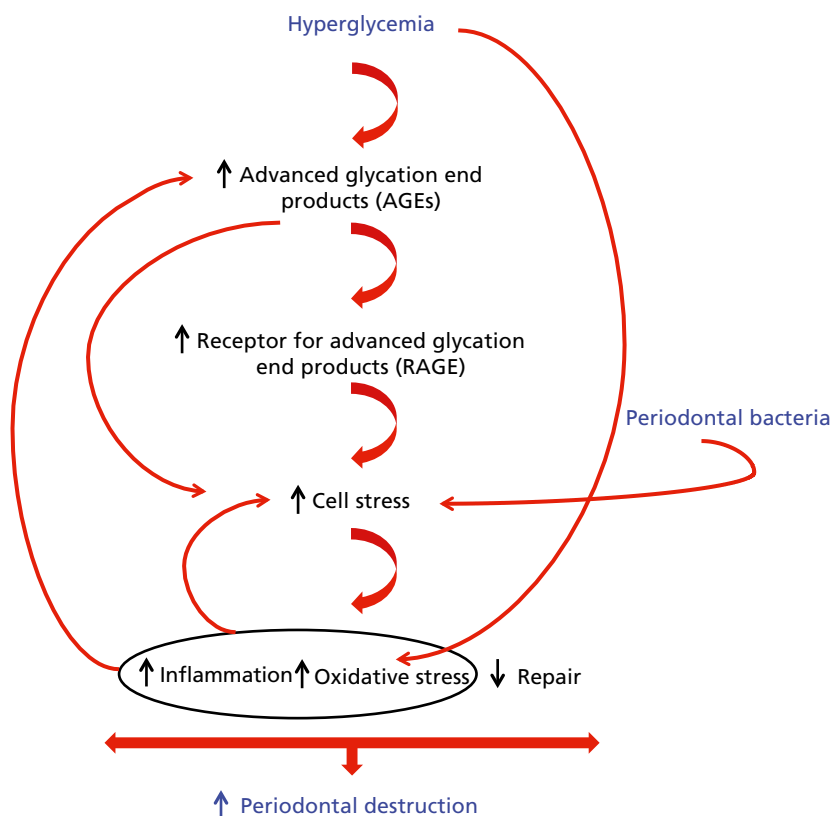 Hyperglycemia
↑ Advanced glycation end
products (AGEs)
↑ Receptor for advanced glycation
end products (RAGE)
Periodontal bacteria
↑ Cell stress
↑ Inflammation ↑ Oxidative stress ↓ Repair
↑ Periodontal destruction